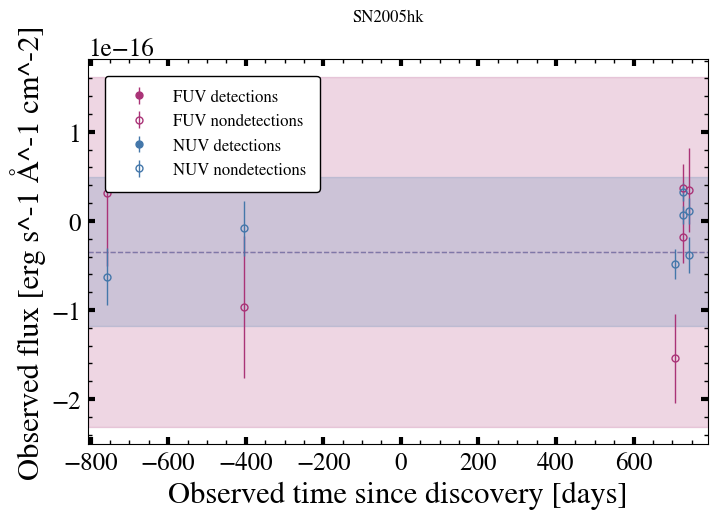 SN2005hk
1e−16
FUV detections
FUV nondetections
NUV detections
NUV nondetections
1
0
−1
−2
Observed flux [erg s^-1 Å^-1 cm^-2]
−800 −600 −400 −200 0 200 400 600
Observed time since discovery [days]